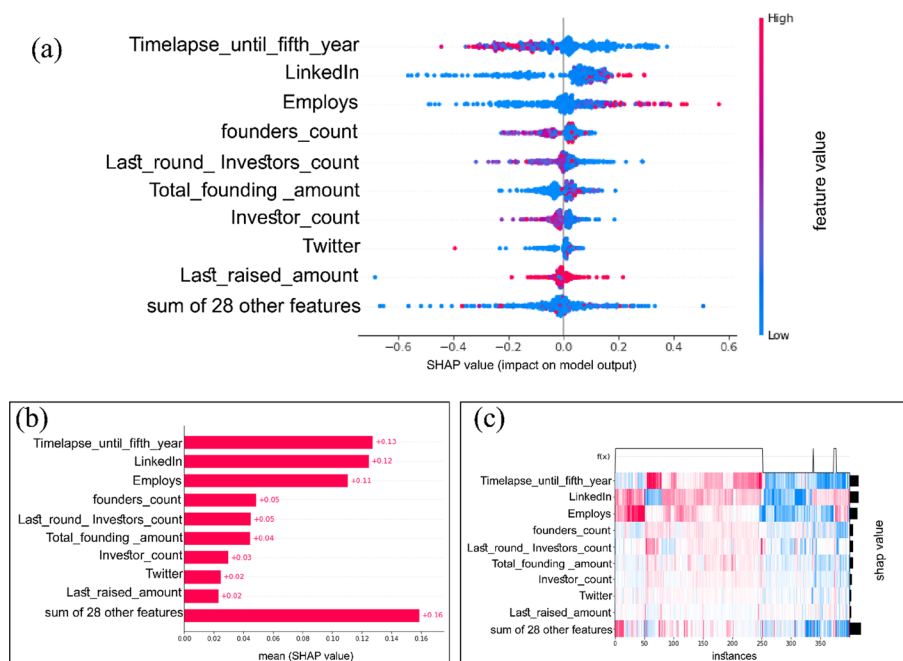 (a)
Timelapse_until_fifth_year
LinkedIn
Employs
founders_count
Last_round_ Investors_count
Total_founding _amount
Investor_count
Twitter
Last_raised_amount
sum of 28 other features
−0.6 −0.4 −0.2 0.0 0.2 0.4 0.6
SHAP value (impact on model output)
High
feature value
Low
(b)
Timelapse_until_fifth_year +0.13
LinkedIn +0.12
Employs +0.11
founders_count +0.05
Last_round_ Investors_count +0.05
Total_founding _amount +0.04
Investor_count +0.03
Twitter +0.02
Last_raised_amount +0.02
sum of 28 other features +0.16
0.00 0.02 0.04 0.06 0.08 0.10 0.12 0.14 0.16
mean (SHAP value)
(c)
f(x)
Timelapse_until_fifth_year
LinkedIn
Employs
founders_count
Last_round_ Investors_count
Total_founding _amount
Investor_count
Twitter
Last_raised_amount
sum of 28 other features
0 50 100 150 200 250 300 350
instances
shap value